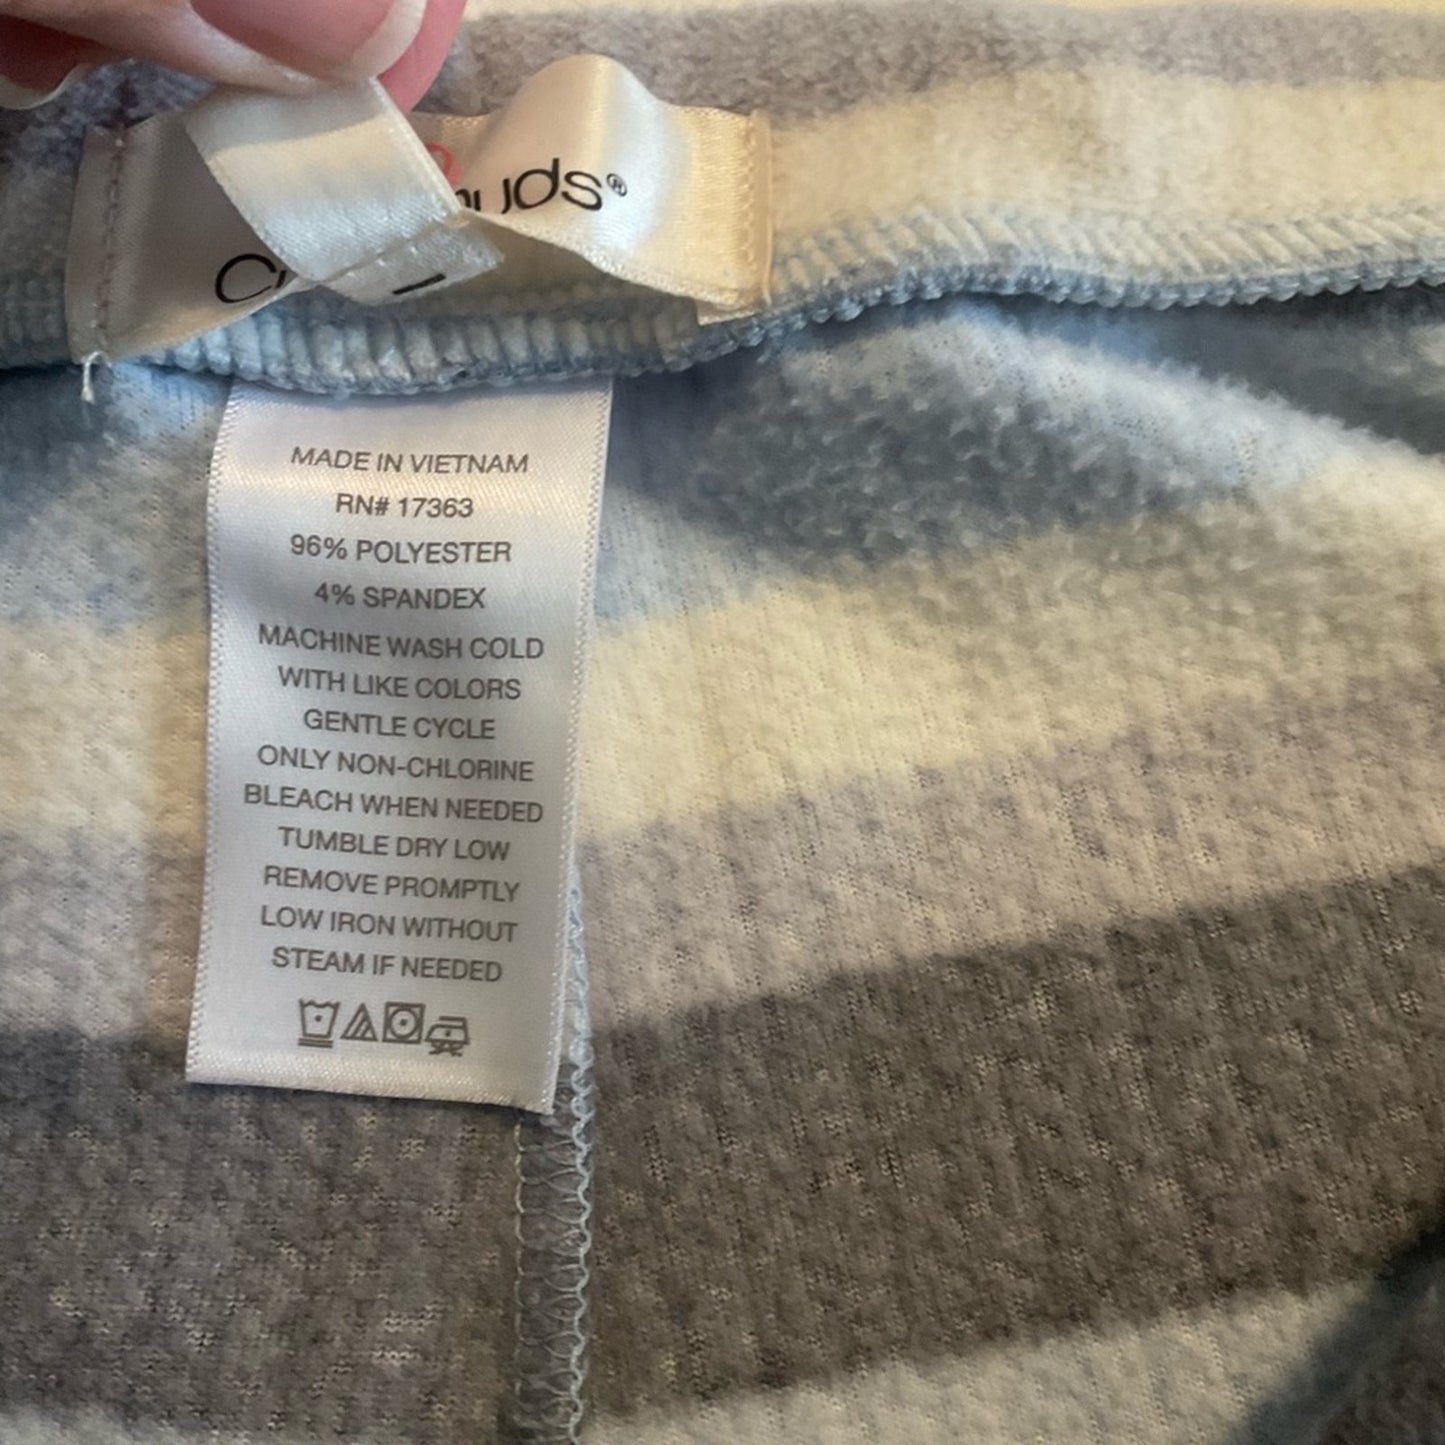 MADE IN VIETNAM
RN# 17363
96% POLYESTER
4% SPANDEX
MACHINE WASH COLD
WITH LIKE COLORS
GENTLE CYCLE
ONLY NON-CHLORINE
BLEACH WHEN NEEDED
TUMBLE DRY LOW
REMOVE PROMPTLY
LOW IRON WITHOUT
STEAM IF NEEDED